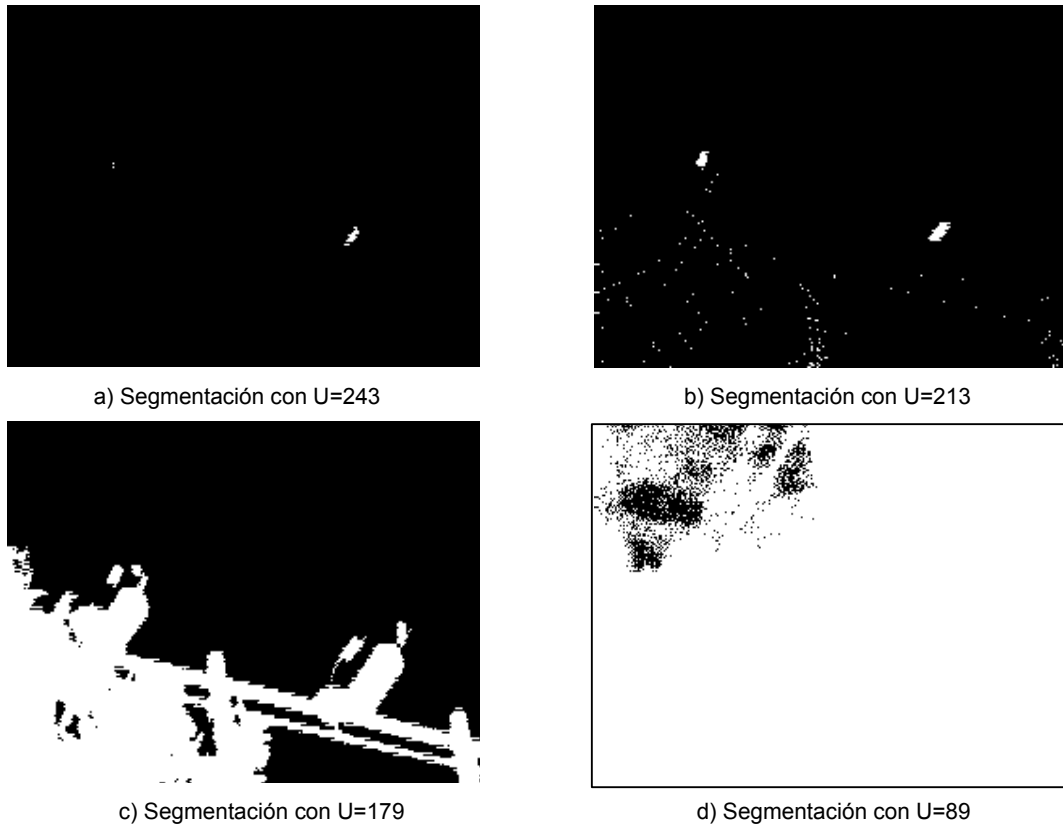 a) Segmentación con U=243
b) Segmentación con U=213
c) Segmentación con U=179
d) Segmentación con U=89